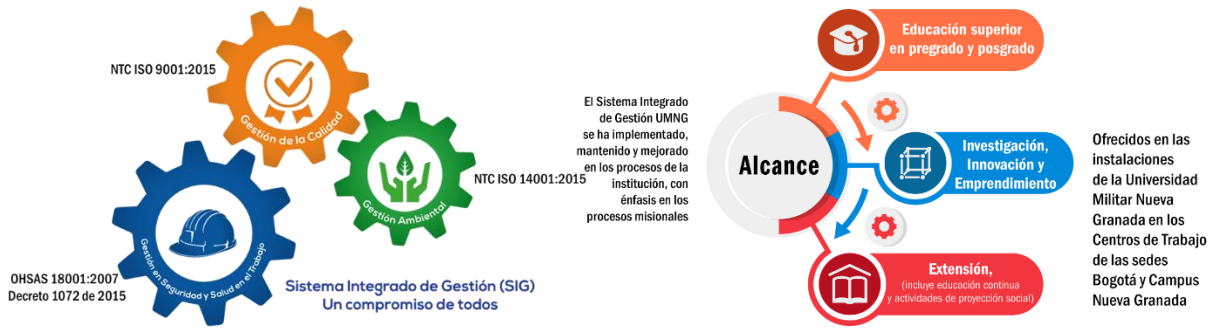 NTC ISO 9001:2015
Gestión de la Calidad
NTC ISO 14001:2015
Gestión Ambiental
Gestión en Seguridad y Salud en el Trabajo
OHSAS 18001:2007
Decreto 1072 de 2015
Sistema Integrado de Gestión (SIG)
Un compromiso de todos
El Sistema Integrado
de Gestión UMNG
se ha implementado,
mantenido y mejorado
en los procesos de la
institución, con
énfasis en los
procesos misionales
Alcance
Educación superior
en pregrado y posgrado
Investigación,
Innovación y
Emprendimiento
Extensión,
(incluye educación continua
y actividades de proyección social)
Ofrecidos en las
instalaciones
de la Universidad
Militar Nueva
Granada en los
Centros de Trabajo
de las sedes
Bogotá y Campus
Nueva Granada